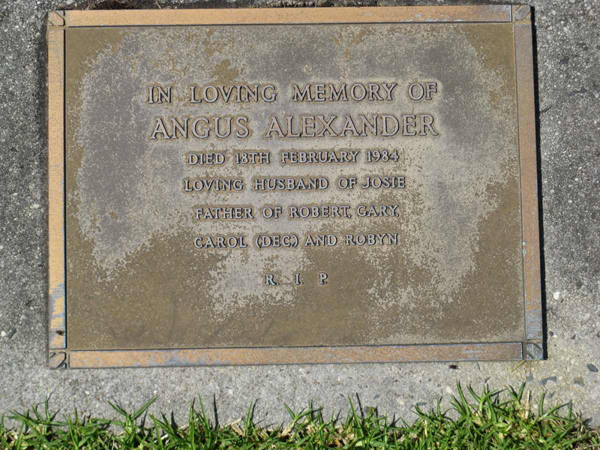 IN LOVING MEMORY OF
ANGUS ALEXANDER
DIED 18TH FEBRUARY 1984
LOVING HUSBAND OF JOSIE
FATHER OF ROBERT, GARY,
CAROL (DEC.) AND ROBYN
R. I. P.